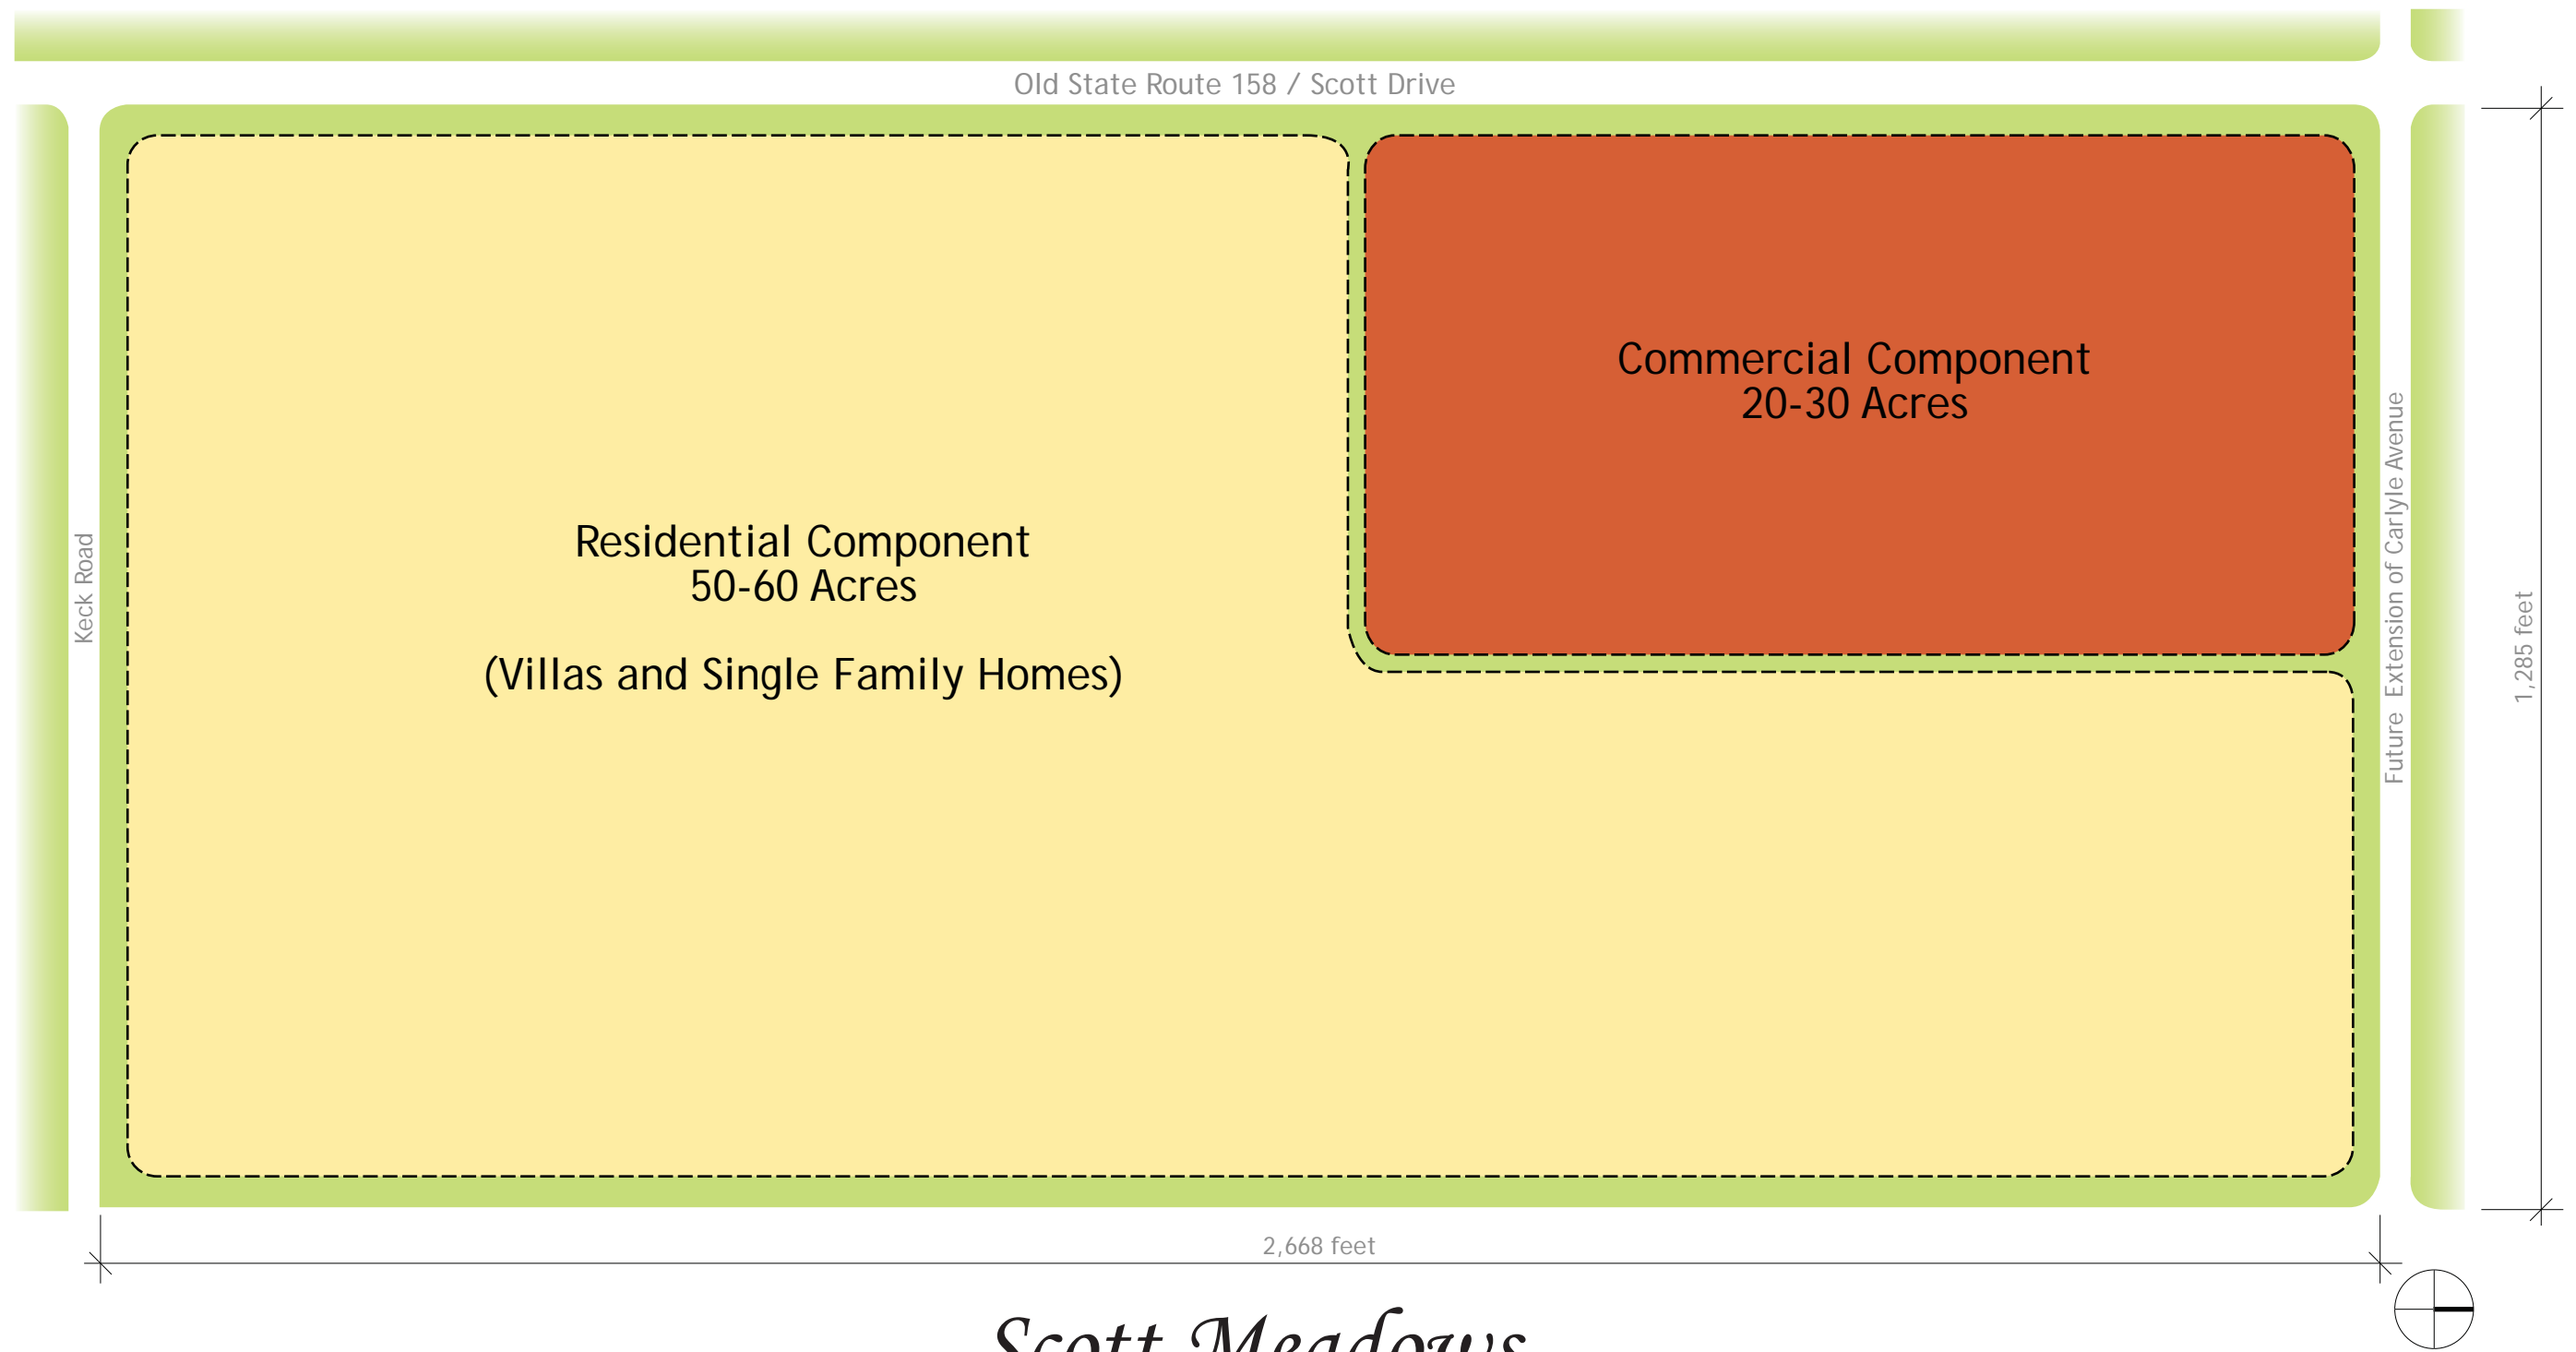 Old State Route 158 / Scott Drive
Commercial Component
20-30 Acres
Residential Component
50-60 Acres
(Villas and Single Family Homes)
Keck Road
Future Extension of Carlyle Avenue
1,285 feet
2,668 feet
Scott Meadows